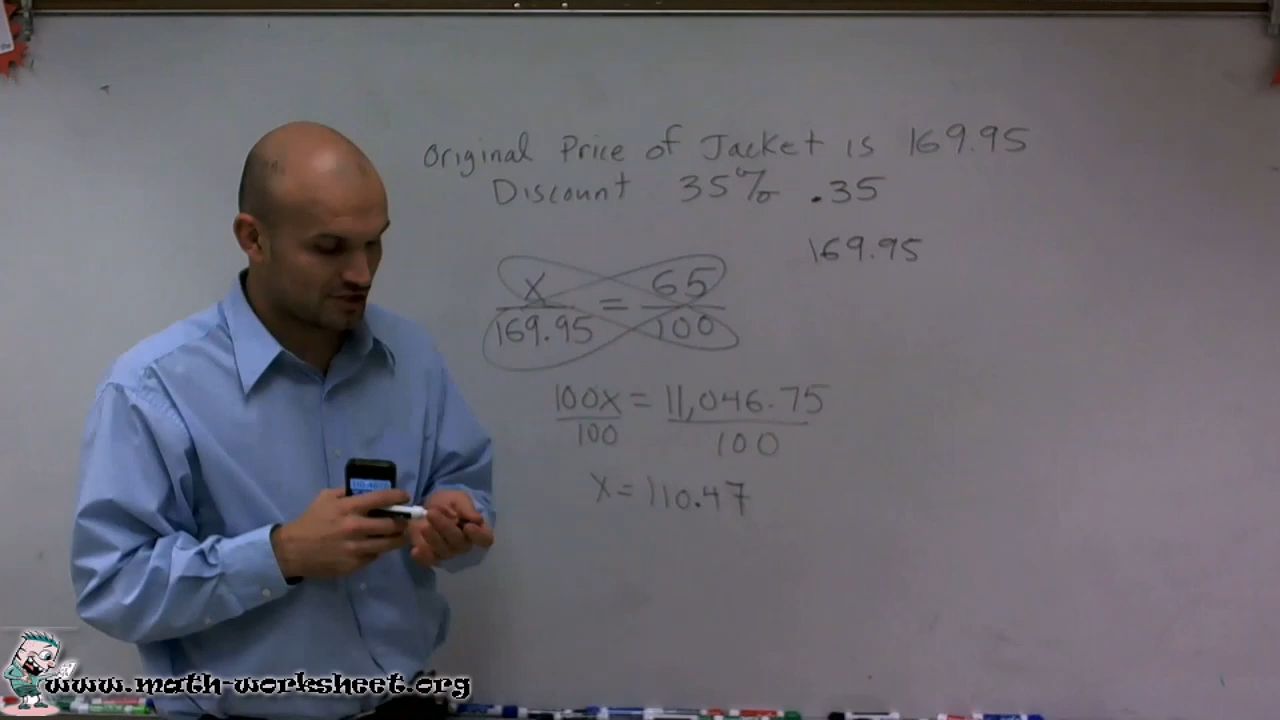 Original Price of Jacket is 169.95
Discount 35% .35
169.95
x/169.95 = 65/100
100x/100 = 11,046.75/100
x = 110.47
www.math-worksheet.org